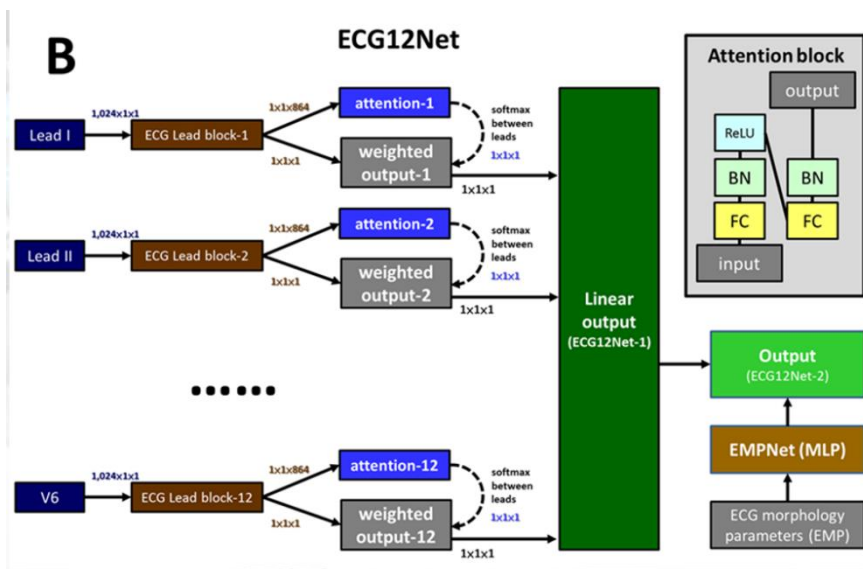 B
ECG12Net
Lead I
1,024x1x1
ECG Lead block-1
1x1x864
1x1x1
attention-1
weighted
output-1
softmax
between
leads
1x1x1
1x1x1
Lead II
1,024x1x1
ECG Lead block-2
1x1x864
1x1x1
attention-2
weighted
output-2
softmax
between
leads
1x1x1
1x1x1
.......
V6
1,024x1x1
ECG Lead block-12
1x1x864
1x1x1
attention-12
weighted
output-12
softmax
between
leads
1x1x1
1x1x1
Linear
output
(ECG12Net-1)
Attention block
output
ReLU
BN
BN
FC
FC
input
Output
(ECG12Net-2)
EMPNet (MLP)
ECG morphology
parameters (EMP)